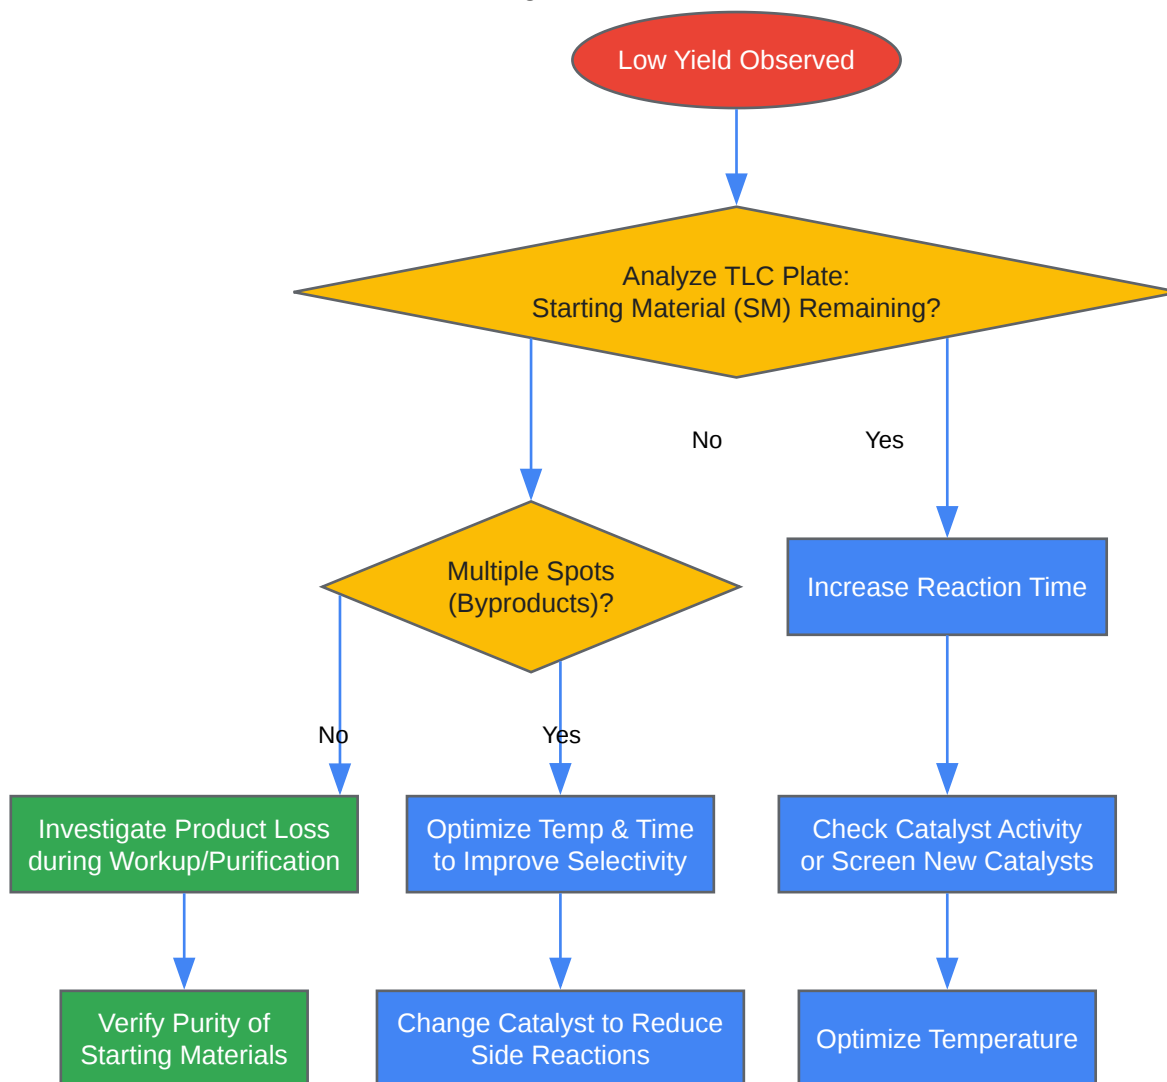 Low Yield Observed
Analyze TLC Plate:
Starting Material (SM) Remaining?
No
Yes
Multiple Spots
(Byproducts)?
Increase Reaction Time
No
Yes
Investigate Product Loss
during Workup/Purification
Optimize Temp & Time
to Improve Selectivity
Check Catalyst Activity
or Screen New Catalysts
Verify Purity of
Starting Materials
Change Catalyst to Reduce
Side Reactions
Optimize Temperature